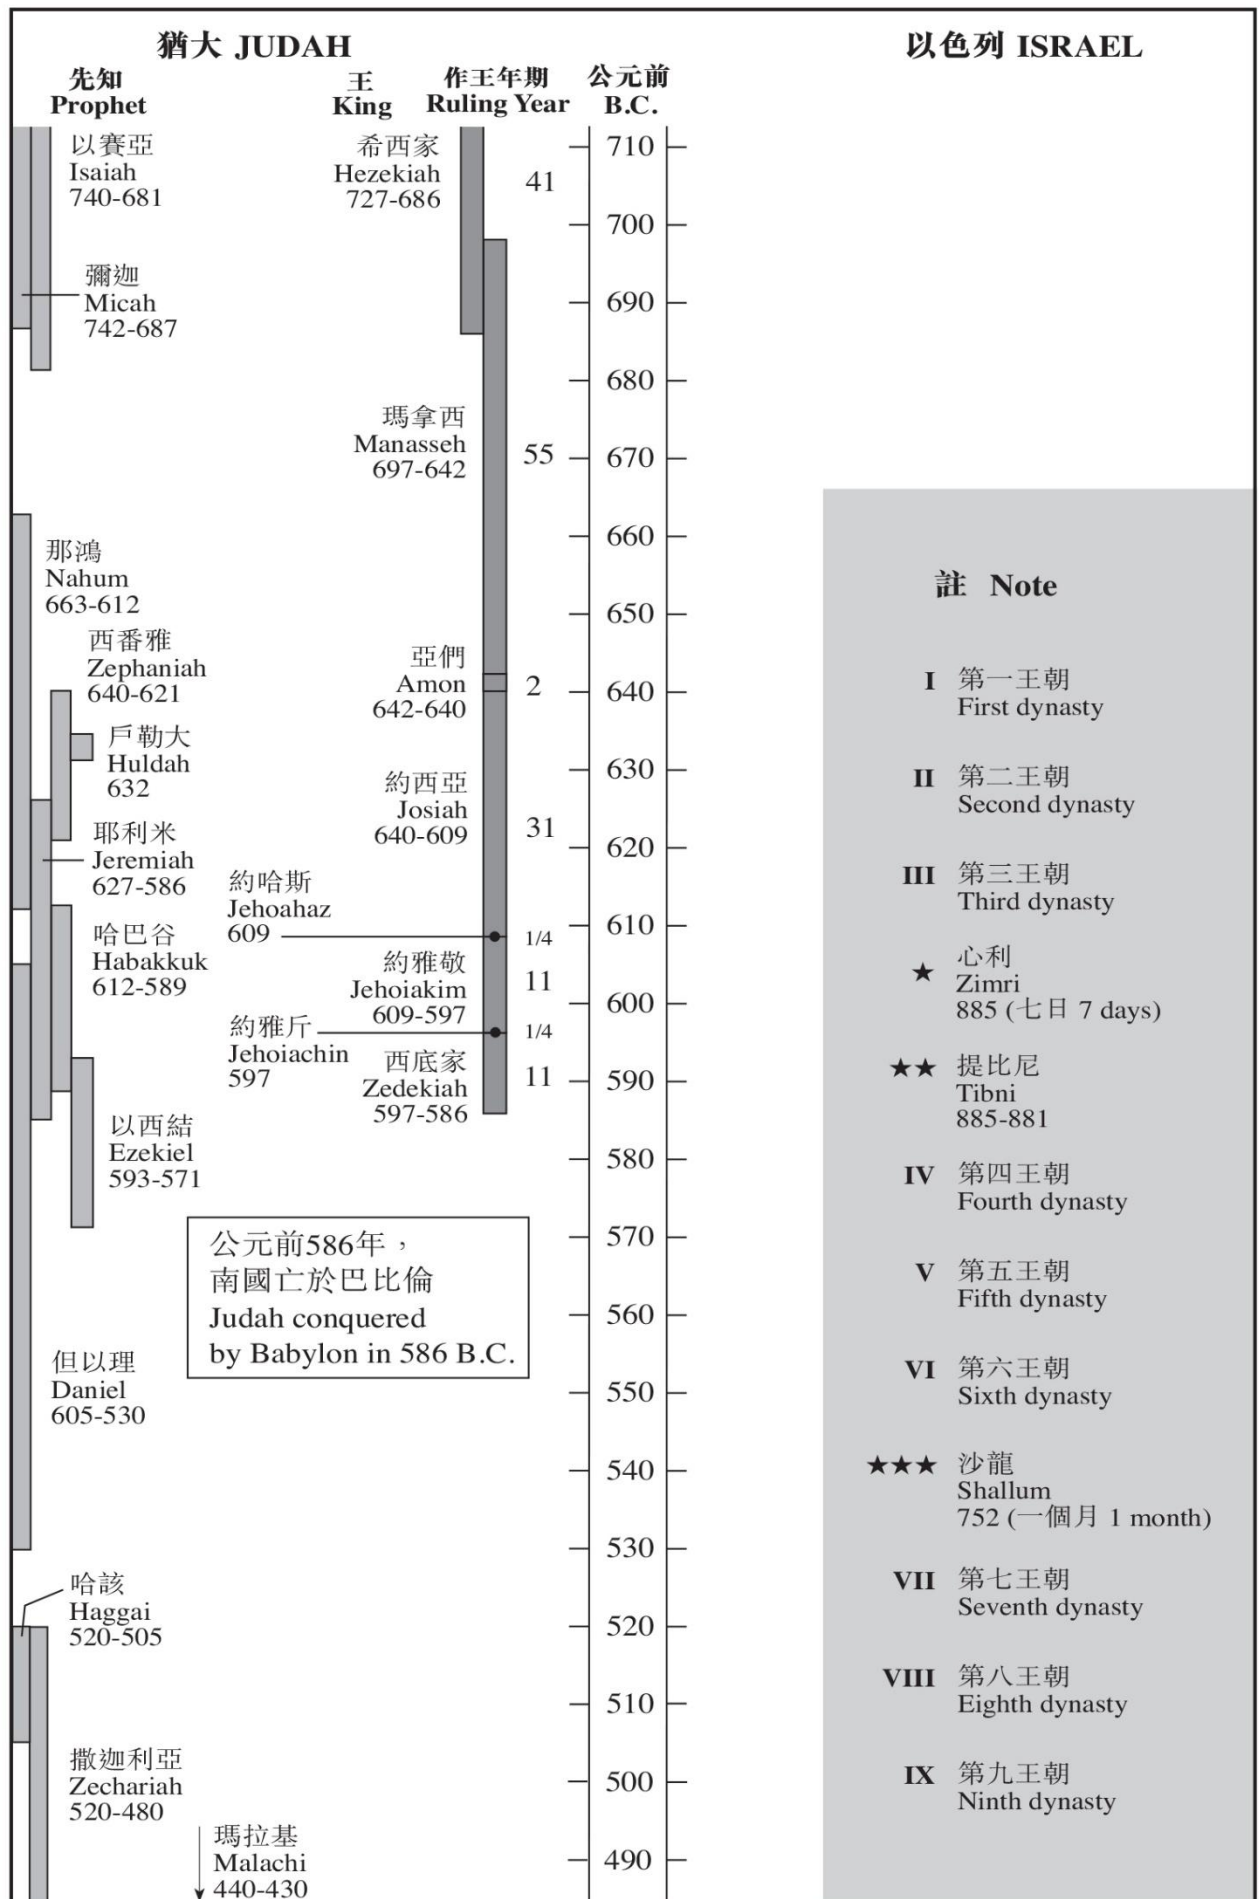 猶大 JUDAH
以色列 ISRAEL
先知
Prophet
王
King
作王年期
Ruling Year
公元前
B.C.
以賽亞
Isaiah
740-681
彌迦
Micah
742-687
那鴻
Nahum
663-612
西番雅
Zephaniah
640-621
戶勒大
Huldah
632
耶利米
Jeremiah
627-586
哈巴谷
Habakkuk
612-589
以西結
Ezekiel
593-571
但以理
Daniel
605-530
哈該
Haggai
520-505
撒迦利亞
Zechariah
520-480
瑪拉基
Malachi
440-430
希西家
Hezekiah
727-686
41
瑪拿西
Manasseh
697-642
55
亞們
Amon
642-640
2
約西亞
Josiah
640-609
31
約哈斯
Jehoahaz
609
1/4
約雅敬
Jehoiakim
609-597
11
約雅斤
Jehoiachin
597
1/4
西底家
Zedekiah
597-586
11
公元前586年，
南國亡於巴比倫
Judah conquered
by Babylon in 586 B.C.
710
700
690
680
670
660
650
640
630
620
610
600
590
580
570
560
550
540
530
520
510
500
490
註 Note
I 第一王朝
First dynasty
II 第二王朝
Second dynasty
III 第三王朝
Third dynasty
★ 心利
Zimri
885 (七日 7 days)
★★ 提比尼
Tibni
885-881
IV 第四王朝
Fourth dynasty
V 第五王朝
Fifth dynasty
VI 第六王朝
Sixth dynasty
★★★ 沙龍
Shallum
752 (一個月 1 month)
VII 第七王朝
Seventh dynasty
VIII 第八王朝
Eighth dynasty
IX 第九王朝
Ninth dynasty